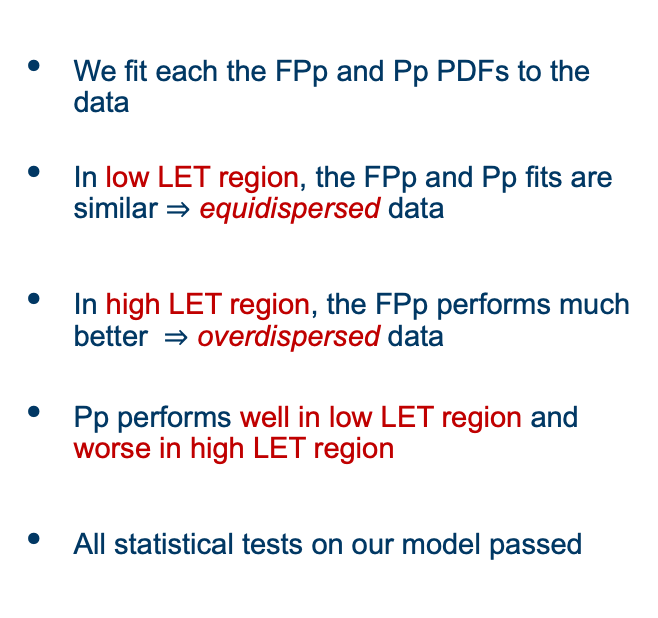 • We fit each the FPp and Pp PDFs to the
data
• In low LET region, the FPp and Pp fits are
similar ⇒ equidispersed data
• In high LET region, the FPp performs much
better ⇒ overdispersed data
• Pp performs well in low LET region and
worse in high LET region
• All statistical tests on our model passed